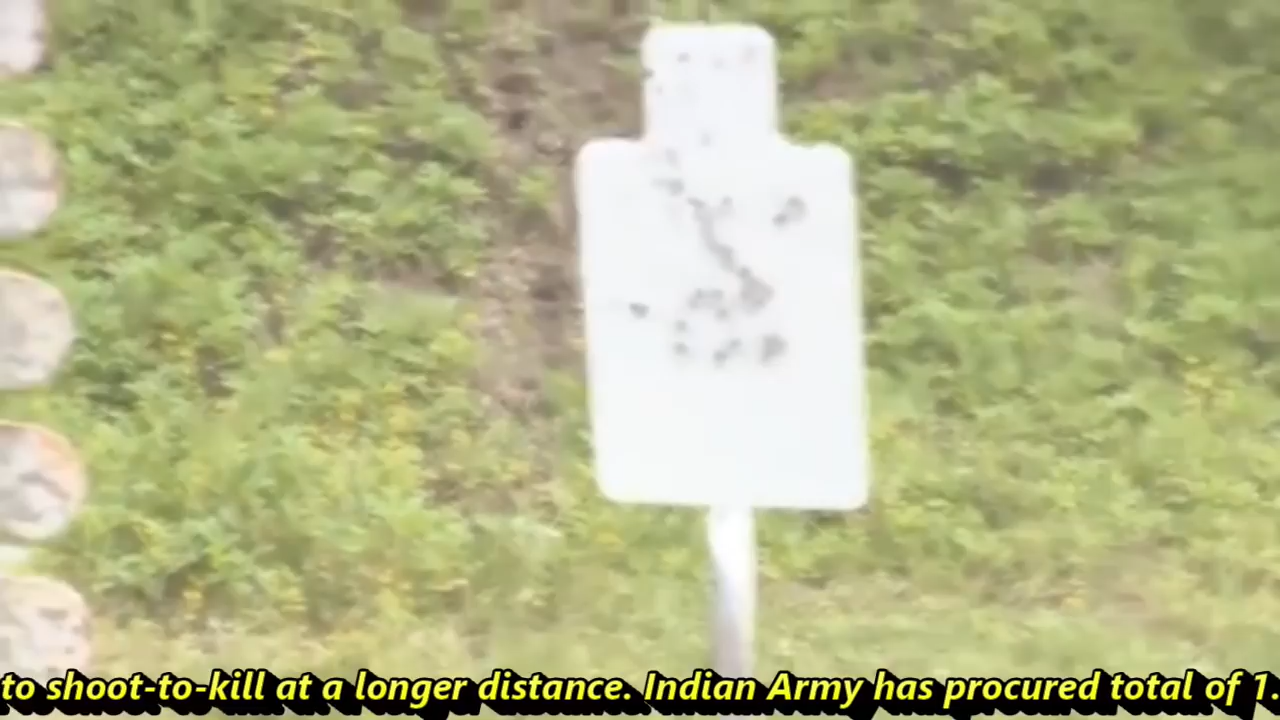 to shoot-to-kill at a longer distance. Indian Army has procured total of 1.